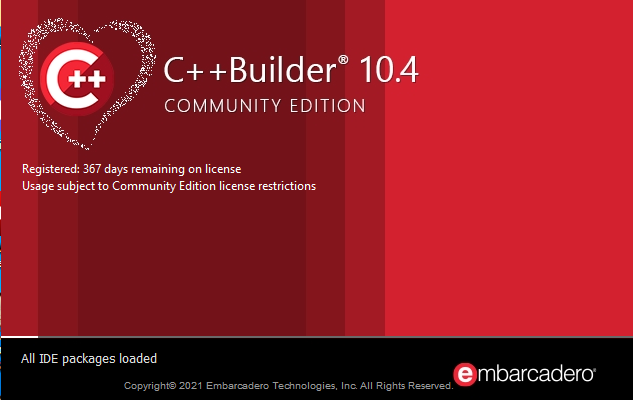 C++
C++Builder® 10.4
COMMUNITY EDITION
Registered: 367 days remaining on license
Usage subject to Community Edition license restrictions
All IDE packages loaded
Copyright© 2021 Embarcadero Technologies, Inc. All Rights Reserved.
embarcadero®